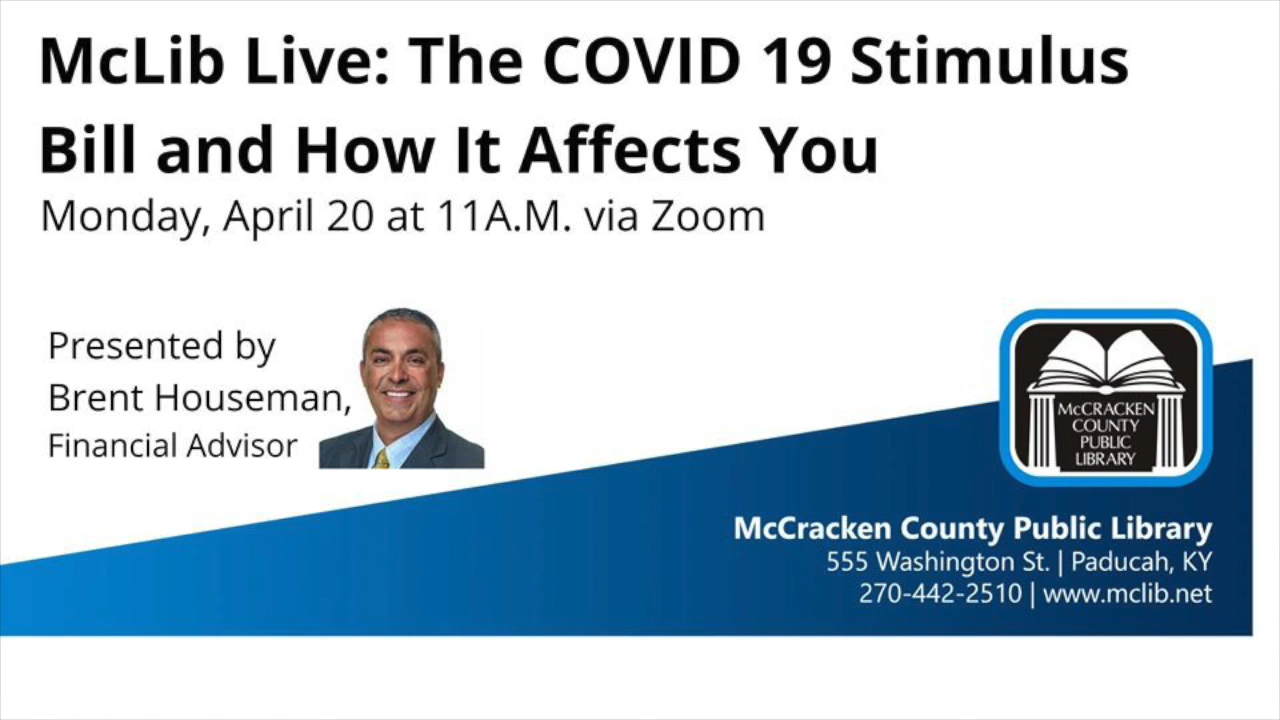 McLib Live: The COVID 19 Stimulus
Bill and How It Affects You
Monday, April 20 at 11A.M. via Zoom
Presented by
Brent Houseman,
Financial Advisor
McCRACKEN
COUNTY
PUBLIC
LIBRARY
McCracken County Public Library
555 Washington St. | Paducah, KY
270-442-2510 | www.mclib.net